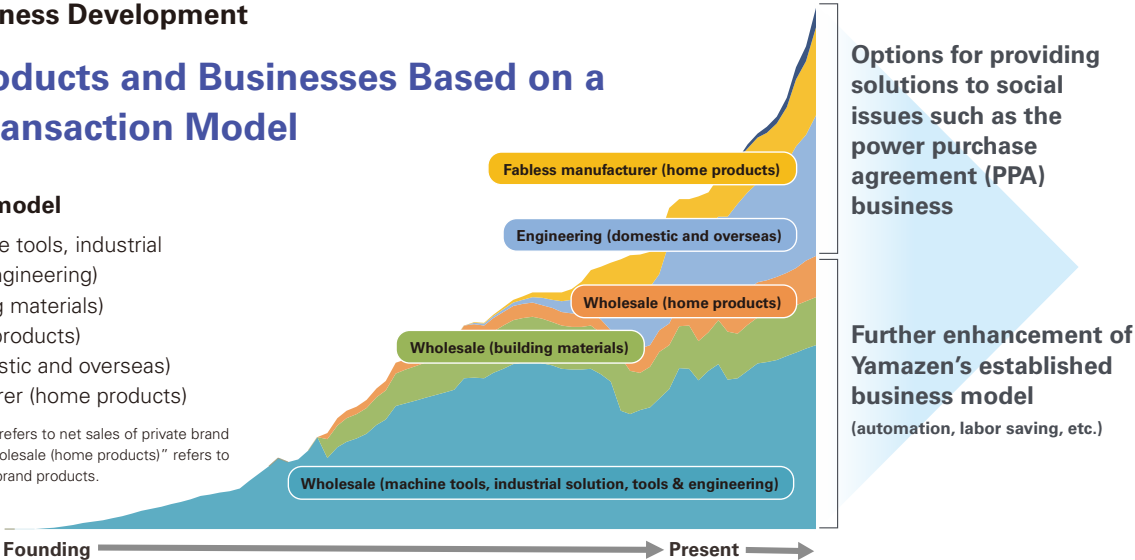 ness Development
oducts and Businesses Based on a
ansaction Model
model
e tools, industrial
ngineering)
g materials)
products)
stic and overseas)
rer (home products)
refers to net sales of private brand
olesale (home products)” refers to
brand products.
Fabless manufacturer (home products)
Engineering (domestic and overseas)
Wholesale (home products)
Wholesale (building materials)
Wholesale (machine tools, industrial solution, tools & engineering)
Founding
Present
Options for providing
solutions to social
issues such as the
power purchase
agreement (PPA)
business
Further enhancement of
Yamazen’s established
business model
(automation, labor saving, etc.)